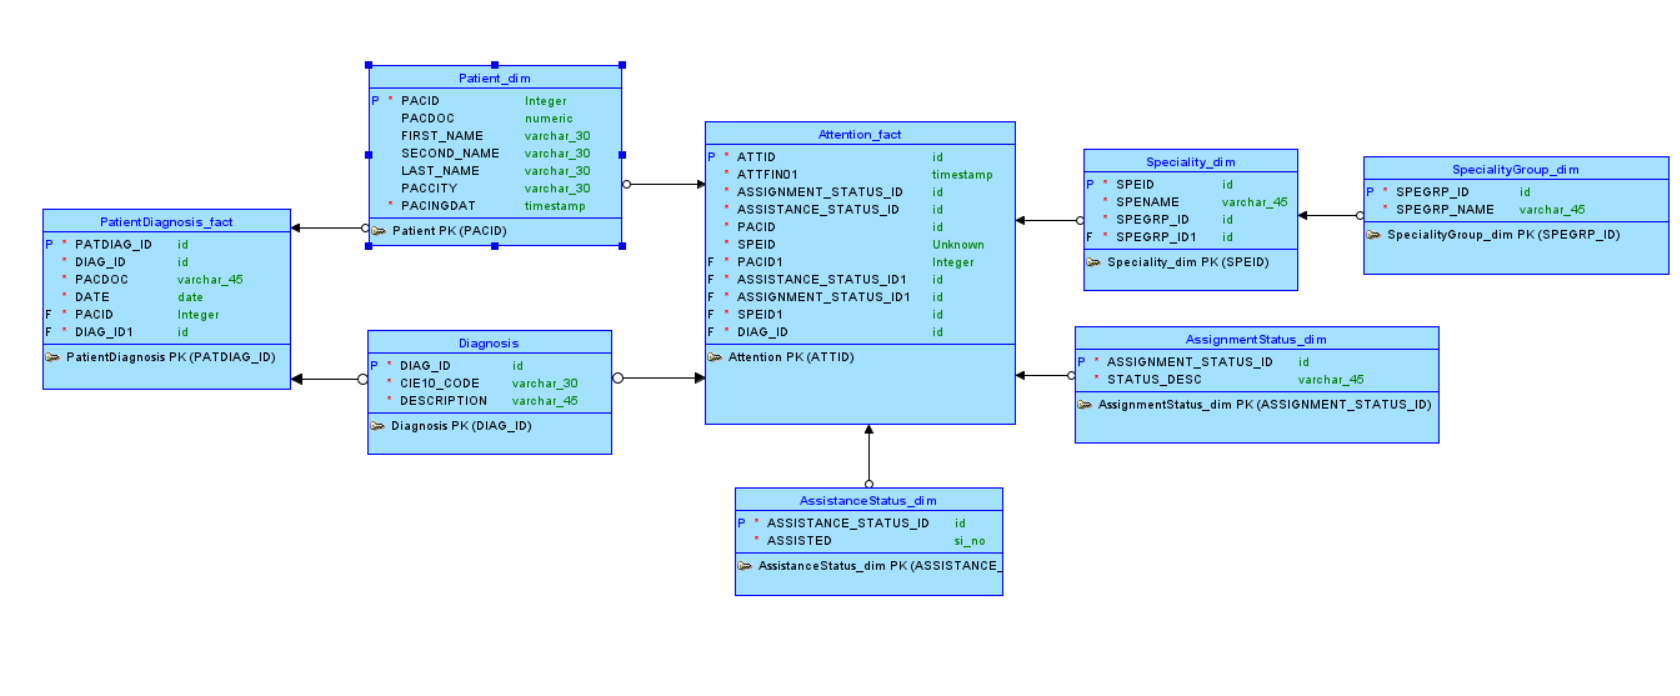 Patient_dim
P * PACID Integer
PACDOC numeric
FIRST_NAME varchar_30
SECOND_NAME varchar_30
LAST_NAME varchar_30
PACCITY varchar_30
* PACINGDAT timestamp
Patient PK (PACID)
PatientDiagnosis_fact
P * PATDIAG_ID id
* DIAG_ID id
* PACDOC varchar_45
* DATE date
F * PACID Integer
F * DIAG_ID1 id
PatientDiagnosis PK (PATDIAG_ID)
Diagnosis
P * DIAG_ID id
* CIE10_CODE varchar_30
* DESCRIPTION varchar_45
Diagnosis PK (DIAG_ID)
Attention_fact
P * ATTID id
* ATTFIN01 timestamp
* ASSIGNMENT_STATUS_ID id
* ASSISTANCE_STATUS_ID id
* PACID id
* SPEID Unknown
F * PACID1 Integer
F * ASSISTANCE_STATUS_ID1 id
F * ASSIGNMENT_STATUS_ID1 id
F * SPEID1 id
F * DIAG_ID id
Attention PK (ATTID)
Speciality_dim
P * SPEID id
* SPENAME varchar_45
* SPEGRP_ID id
F * SPEGRP_ID1 id
Speciality_dim PK (SPEID)
SpecialityGroup_dim
P * SPEGRP_ID id
* SPEGRP_NAME varchar_45
SpecialityGroup_dim PK (SPEGRP_ID)
AssignmentStatus_dim
P * ASSIGNMENT_STATUS_ID id
* STATUS_DESC varchar_45
AssignmentStatus_dim PK (ASSIGNMENT_STATUS_ID)
AssistanceStatus_dim
P * ASSISTANCE_STATUS_ID id
* ASSISTED si_no
AssistanceStatus_dim PK (ASSISTANCE_